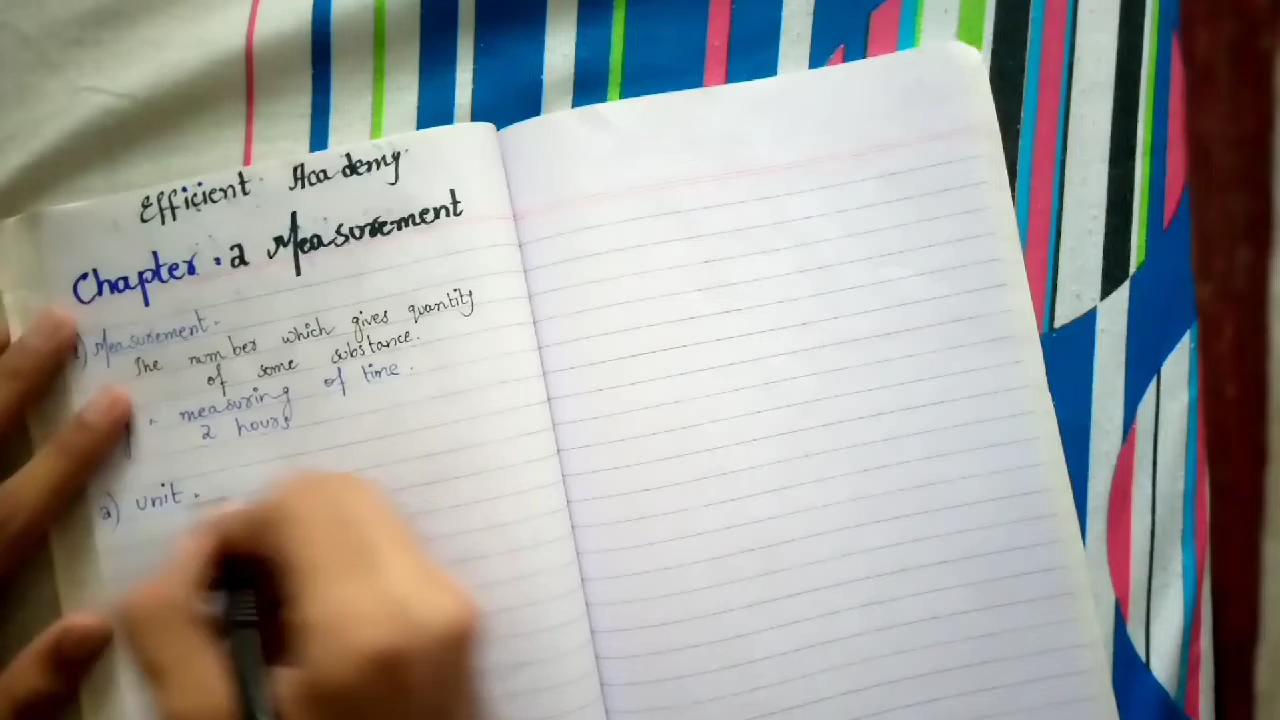 Efficient Academy
Chapter . 2 Measurement
1) Measurement.
The number which gives quantity
of some substance.
measuring of time.
2 hours
2) unit.